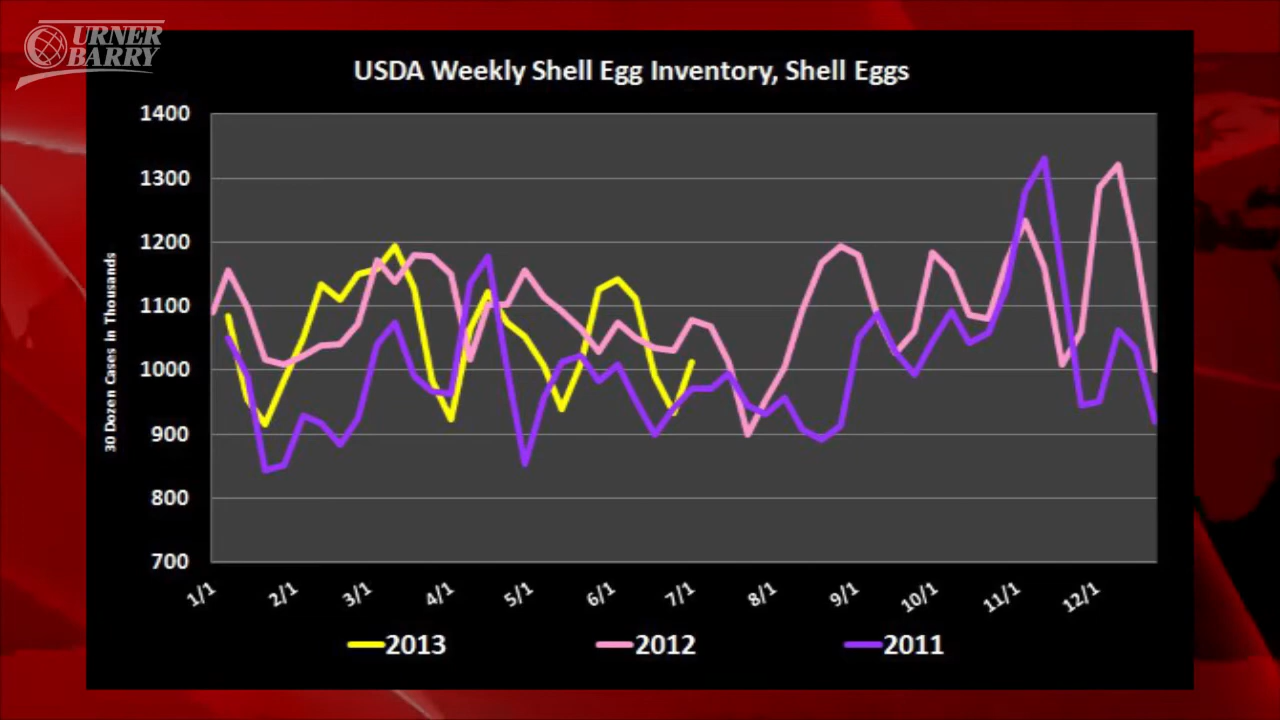 URNER
BARRY
USDA Weekly Shell Egg Inventory, Shell Eggs
30 Dozen Cases in Thousands
1400
1300
1200
1100
1000
900
800
700
1/1 2/1 3/1 4/1 5/1 6/1 7/1 8/1 9/1 10/1 11/1 12/1
2013 2012 2011